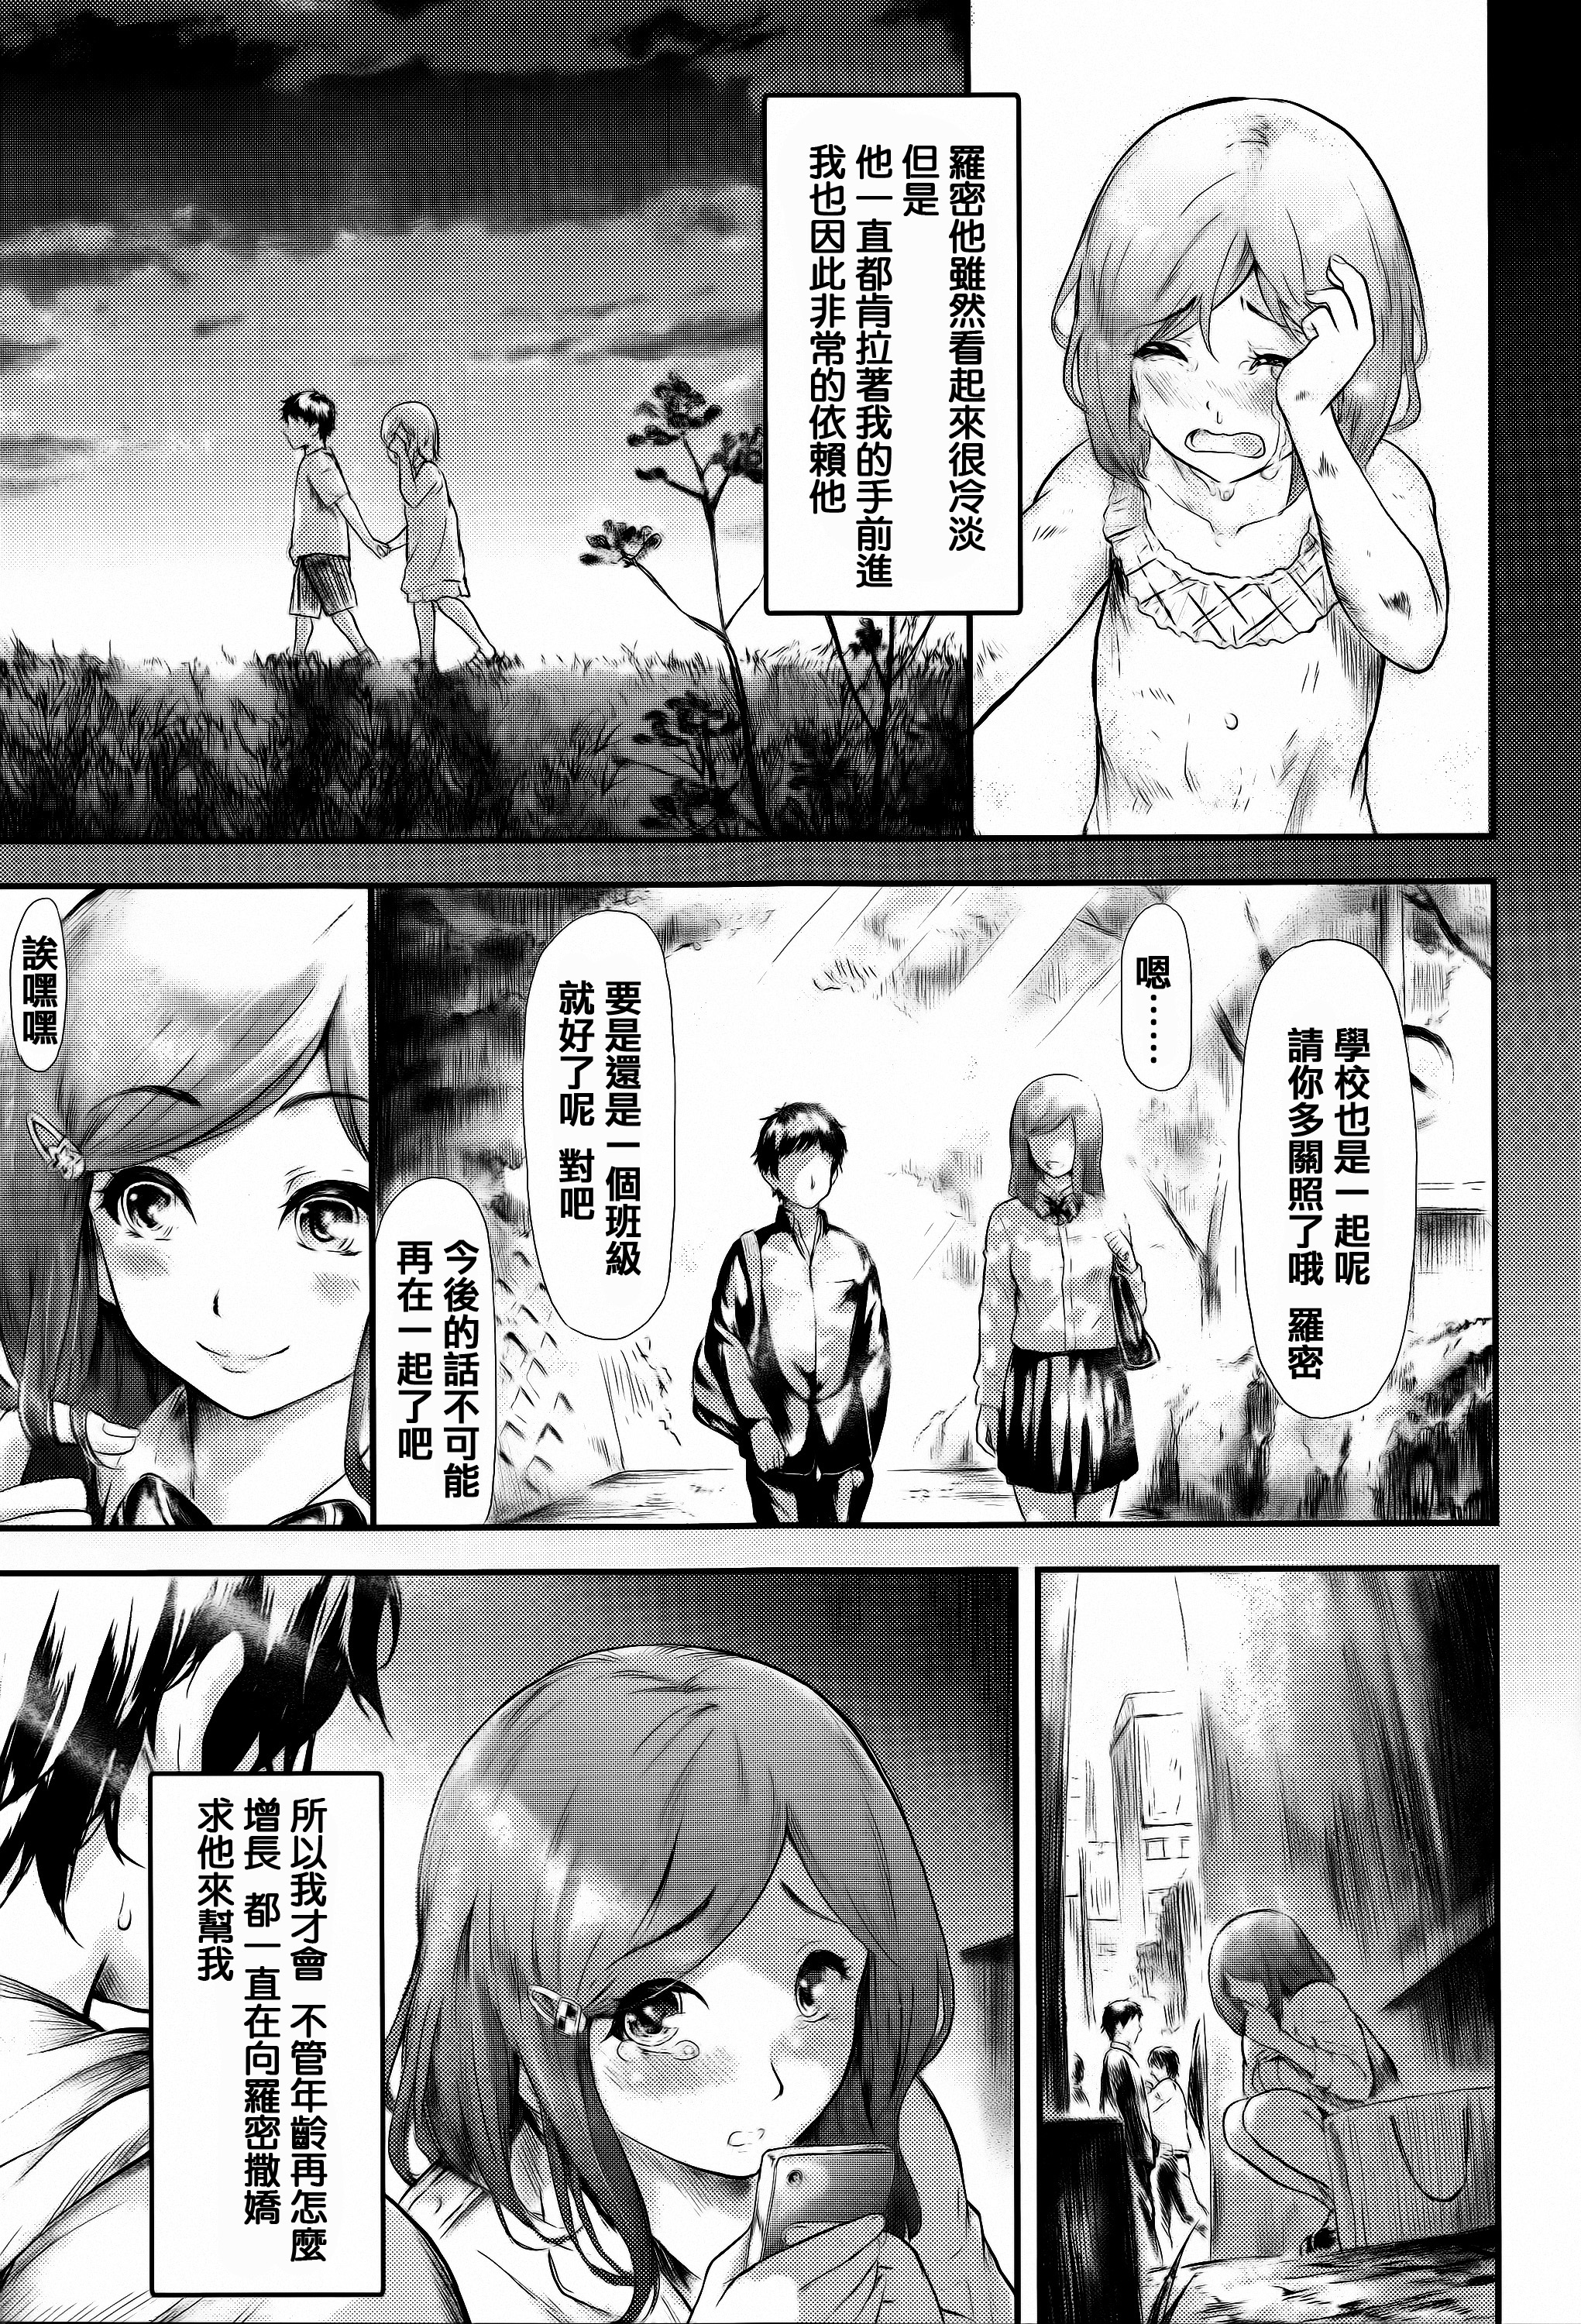 羅密他雖然看起來很冷淡
但是
他一直都肯拉著我的手前進
我也因此非常的依賴他
學校也是一起呢
請你多關照了哦 羅密
嗯……
要是還是一個班級
就好了呢 對吧
今後的話不可能
再在一起了吧
誒嘿嘿
所以我才會 不管年齡再怎麼
增長 都一直在向羅密撒嬌
求他來幫我